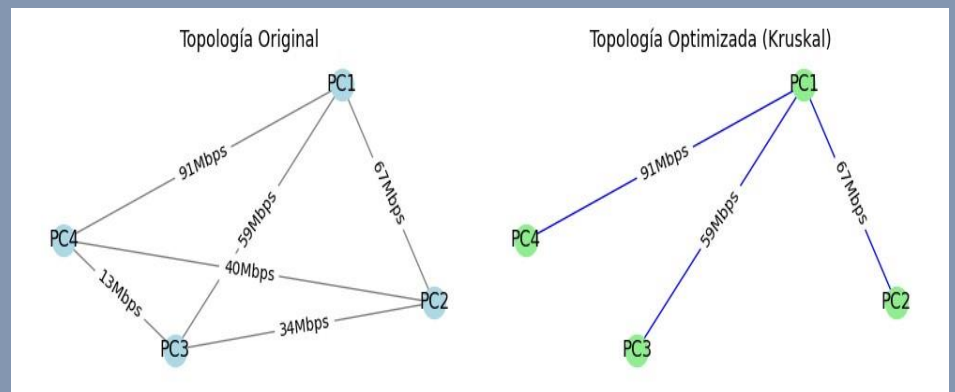 Topología Original
PC1
91Mbps
67Mbps
59Mbps
PC4
40Mbps
13Mbps
PC2
34Mbps
PC3
Topología Optimizada (Kruskal)
PC1
91Mbps
67Mbps
59Mbps
PC4
PC2
PC3